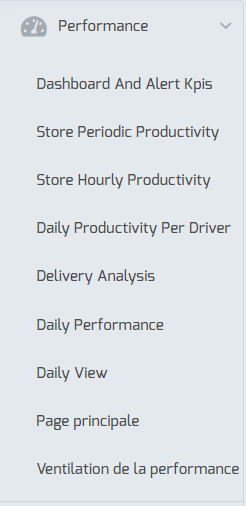 Performance
Dashboard And Alert Kpis
Store Periodic Productivity
Store Hourly Productivity
Daily Productivity Per Driver
Delivery Analysis
Daily Performance
Daily View
Page principale
Ventilation de la performance